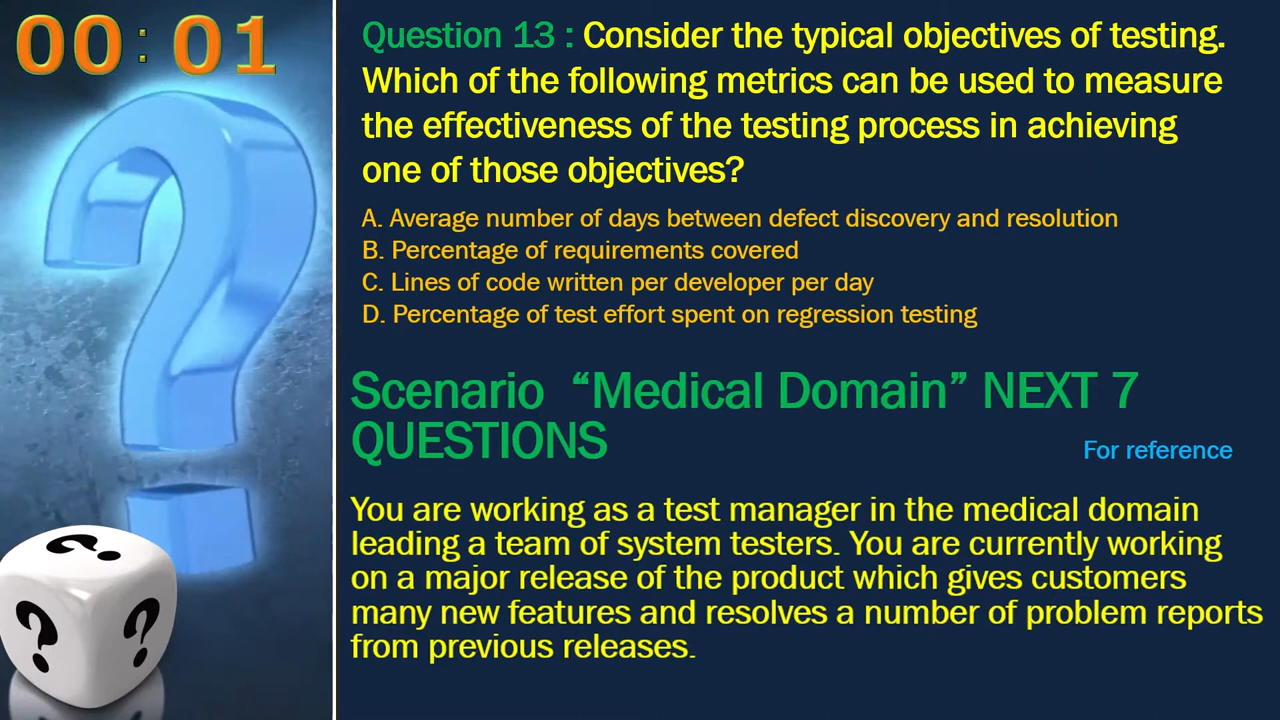 00:01
Question 13 : Consider the typical objectives of testing.
Which of the following metrics can be used to measure
the effectiveness of the testing process in achieving
one of those objectives?
A. Average number of days between defect discovery and resolution
B. Percentage of requirements covered
C. Lines of code written per developer per day
D. Percentage of test effort spent on regression testing
Scenario “Medical Domain” NEXT 7
QUESTIONS
For reference
You are working as a test manager in the medical domain
leading a team of system testers. You are currently working
on a major release of the product which gives customers
many new features and resolves a number of problem reports
from previous releases.